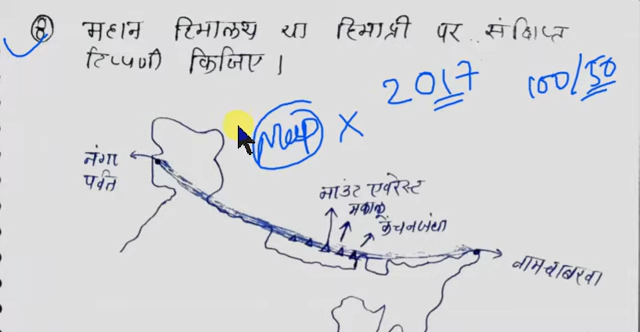 ⑧ महान हिमालय या हिमाद्री पर संक्षिप्त
टिप्पणी किजिए।
2017 100/50
Map X
नंगा
पर्वत
माउंट एवरेस्ट
मकालू
कंचनजंघा
नामचाबरवा